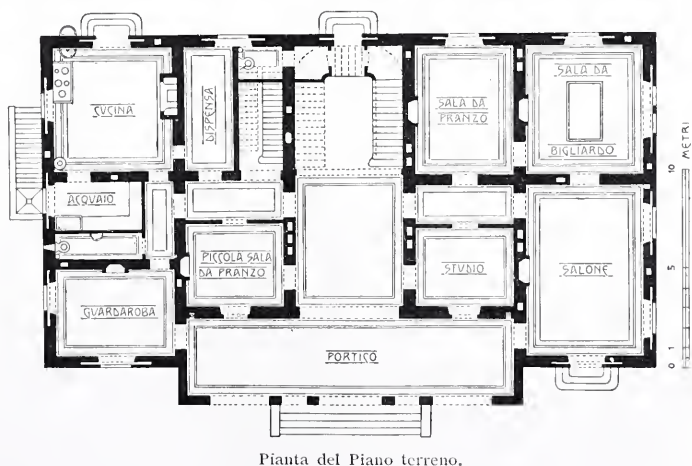 CUCINA
DISPENSA
SALA DA
PRANZO
SALA DA
BIGLIARDO
METRI
10
ACQUAIO
PICCOLA SALA
DA PRANZO
STUDIO
SALONE
5
GUARDAROBA
PORTICO
1
0
Pianta del Piano terreno.